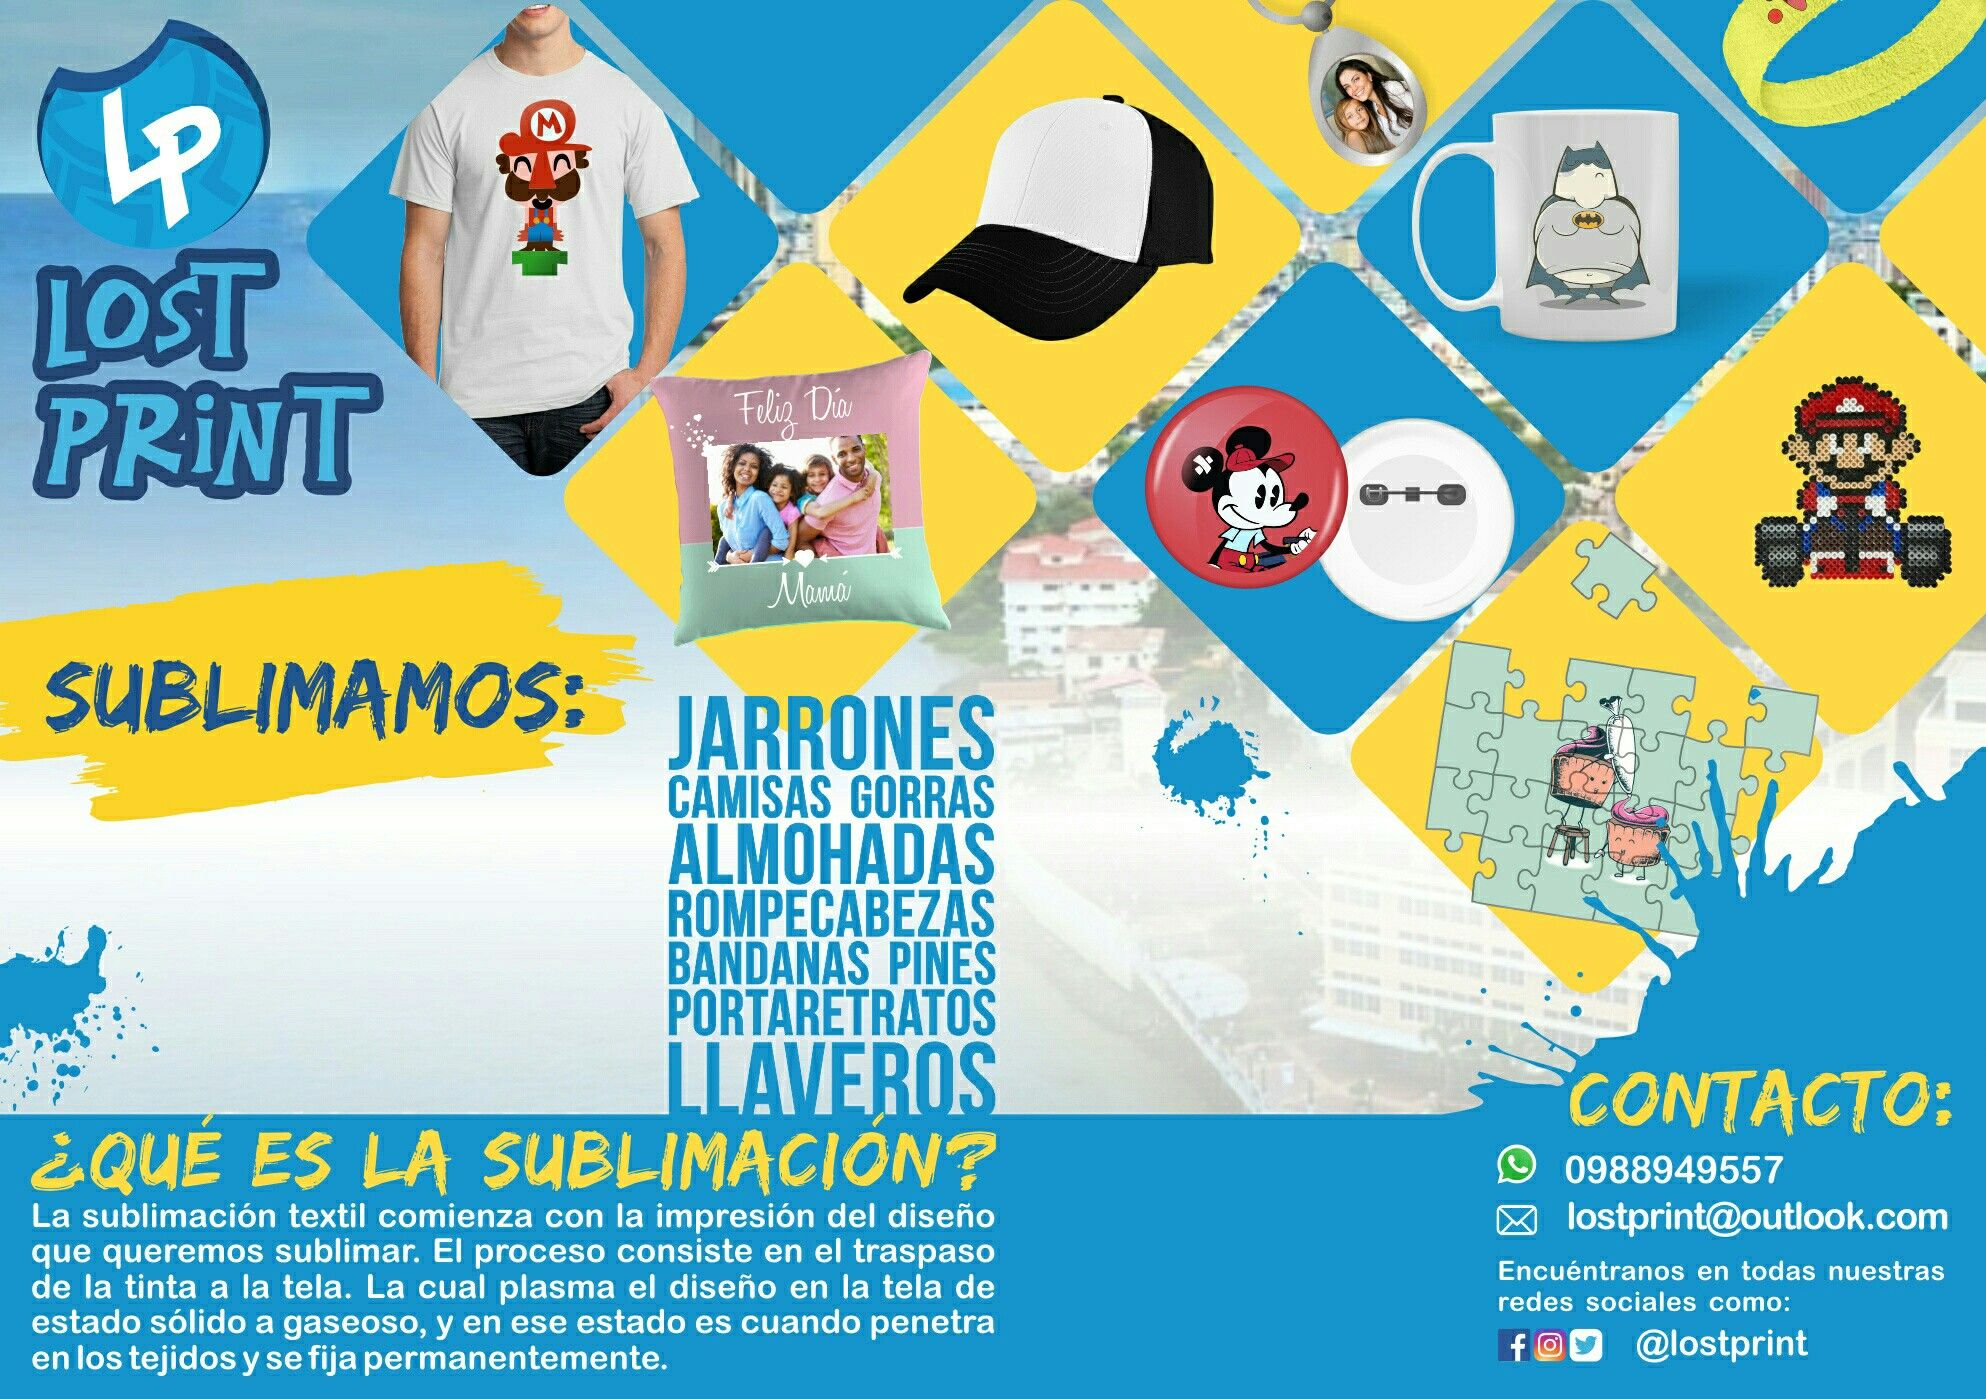 LP
LOST
PRiNT
M
Feliz Día
Mamá
SUBLIMAMOS:
JARRONES
CAMISAS GORRAS
ALMOHADAS
ROMPECABEZAS
BANDANAS PINES
PORTARETRATOS
LLAVEROS
¿QUÉ ES LA SUBLIMACIÓN?
La sublimación textil comienza con la impresión del diseño
que queremos sublimar. El proceso consiste en el traspaso
de la tinta a la tela. La cual plasma el diseño en la tela de
estado sólido a gaseoso, y en ese estado es cuando penetra
en los tejidos y se fija permanentemente.
CONTACTO:
0988949557
lostprint@outlook.com
Encuéntranos en todas nuestras
redes sociales como:
@lostprint